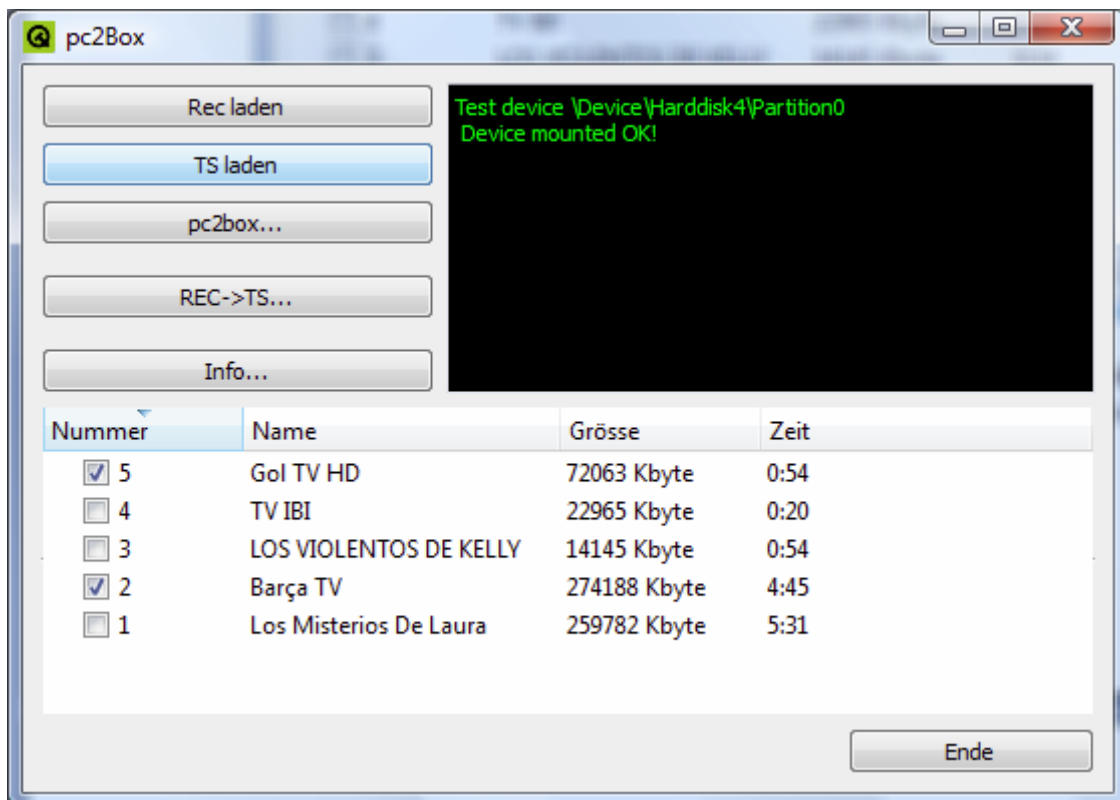 pc2Box
Rec laden
TS laden
pc2box...
REC->TS...
Info...
Test device \Device\Harddisk4\Partition0
Device mounted OK!
Nummer Name Grösse Zeit
5 Gol TV HD 72063 Kbyte 0:54
4 TV IBI 22965 Kbyte 0:20
3 LOS VIOLENTOS DE KELLY 14145 Kbyte 0:54
2 Barça TV 274188 Kbyte 4:45
1 Los Misterios De Laura 259782 Kbyte 5:31
Ende